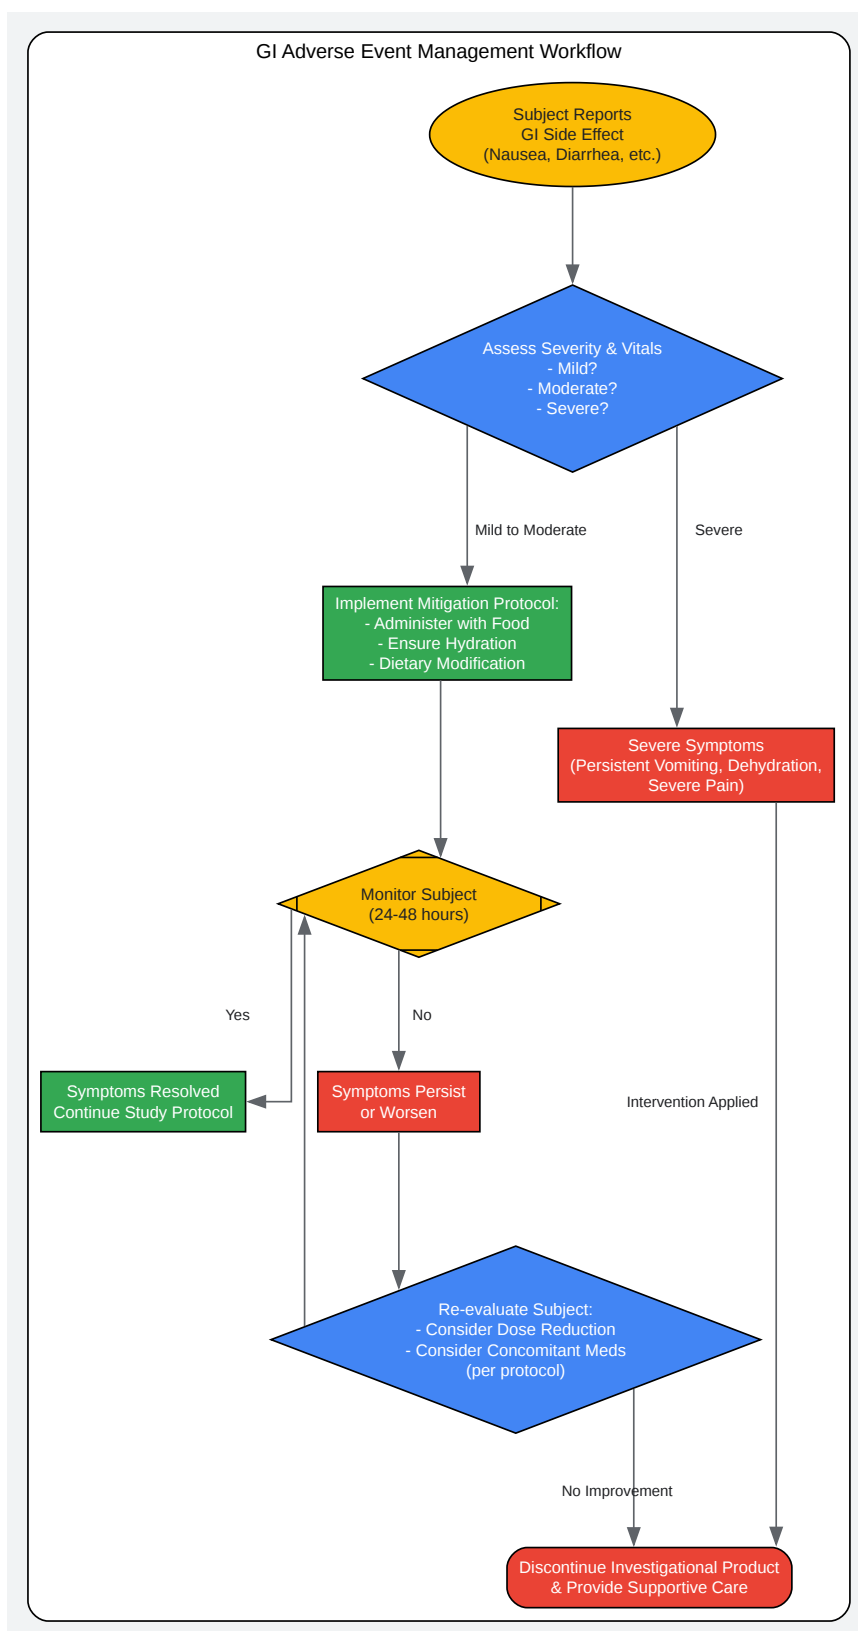 GI Adverse Event Management Workflow
Subject Reports
GI Side Effect
(Nausea, Diarrhea, etc.)
Assess Severity & Vitals
- Mild?
- Moderate?
- Severe?
Mild to Moderate
Severe
Implement Mitigation Protocol:
- Administer with Food
- Ensure Hydration
- Dietary Modification
Severe Symptoms
(Persistent Vomiting, Dehydration,
Severe Pain)
Monitor Subject
(24-48 hours)
Yes
No
Symptoms Resolved
Continue Study Protocol
Symptoms Persist
or Worsen
Intervention Applied
Re-evaluate Subject:
- Consider Dose Reduction
- Consider Concomitant Meds
(per protocol)
No Improvement
Discontinue Investigational Product
& Provide Supportive Care